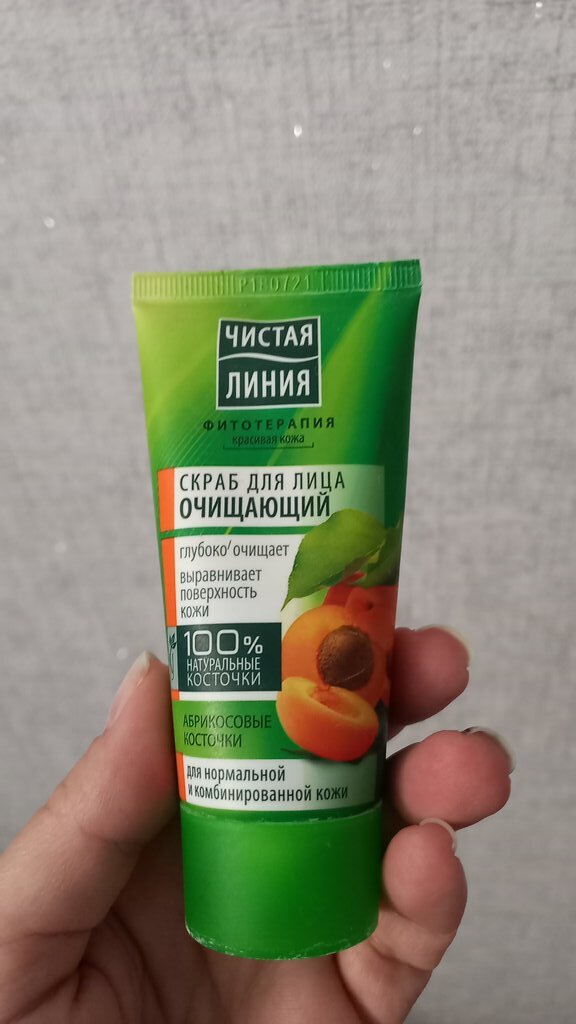 P180721
ЧИСТАЯ
ЛИНИЯ
ФИТОТЕРАПИЯ
красивая кожа
СКРАБ ДЛЯ ЛИЦА
ОЧИЩАЮЩИЙ
глубоко очищает
выравнивает
поверхность
кожи
100%
НАТУРАЛЬНЫЕ
КОСТОЧКИ
АБРИКОСОВЫЕ
КОСТОЧКИ
для нормальной
и комбинированной кожи